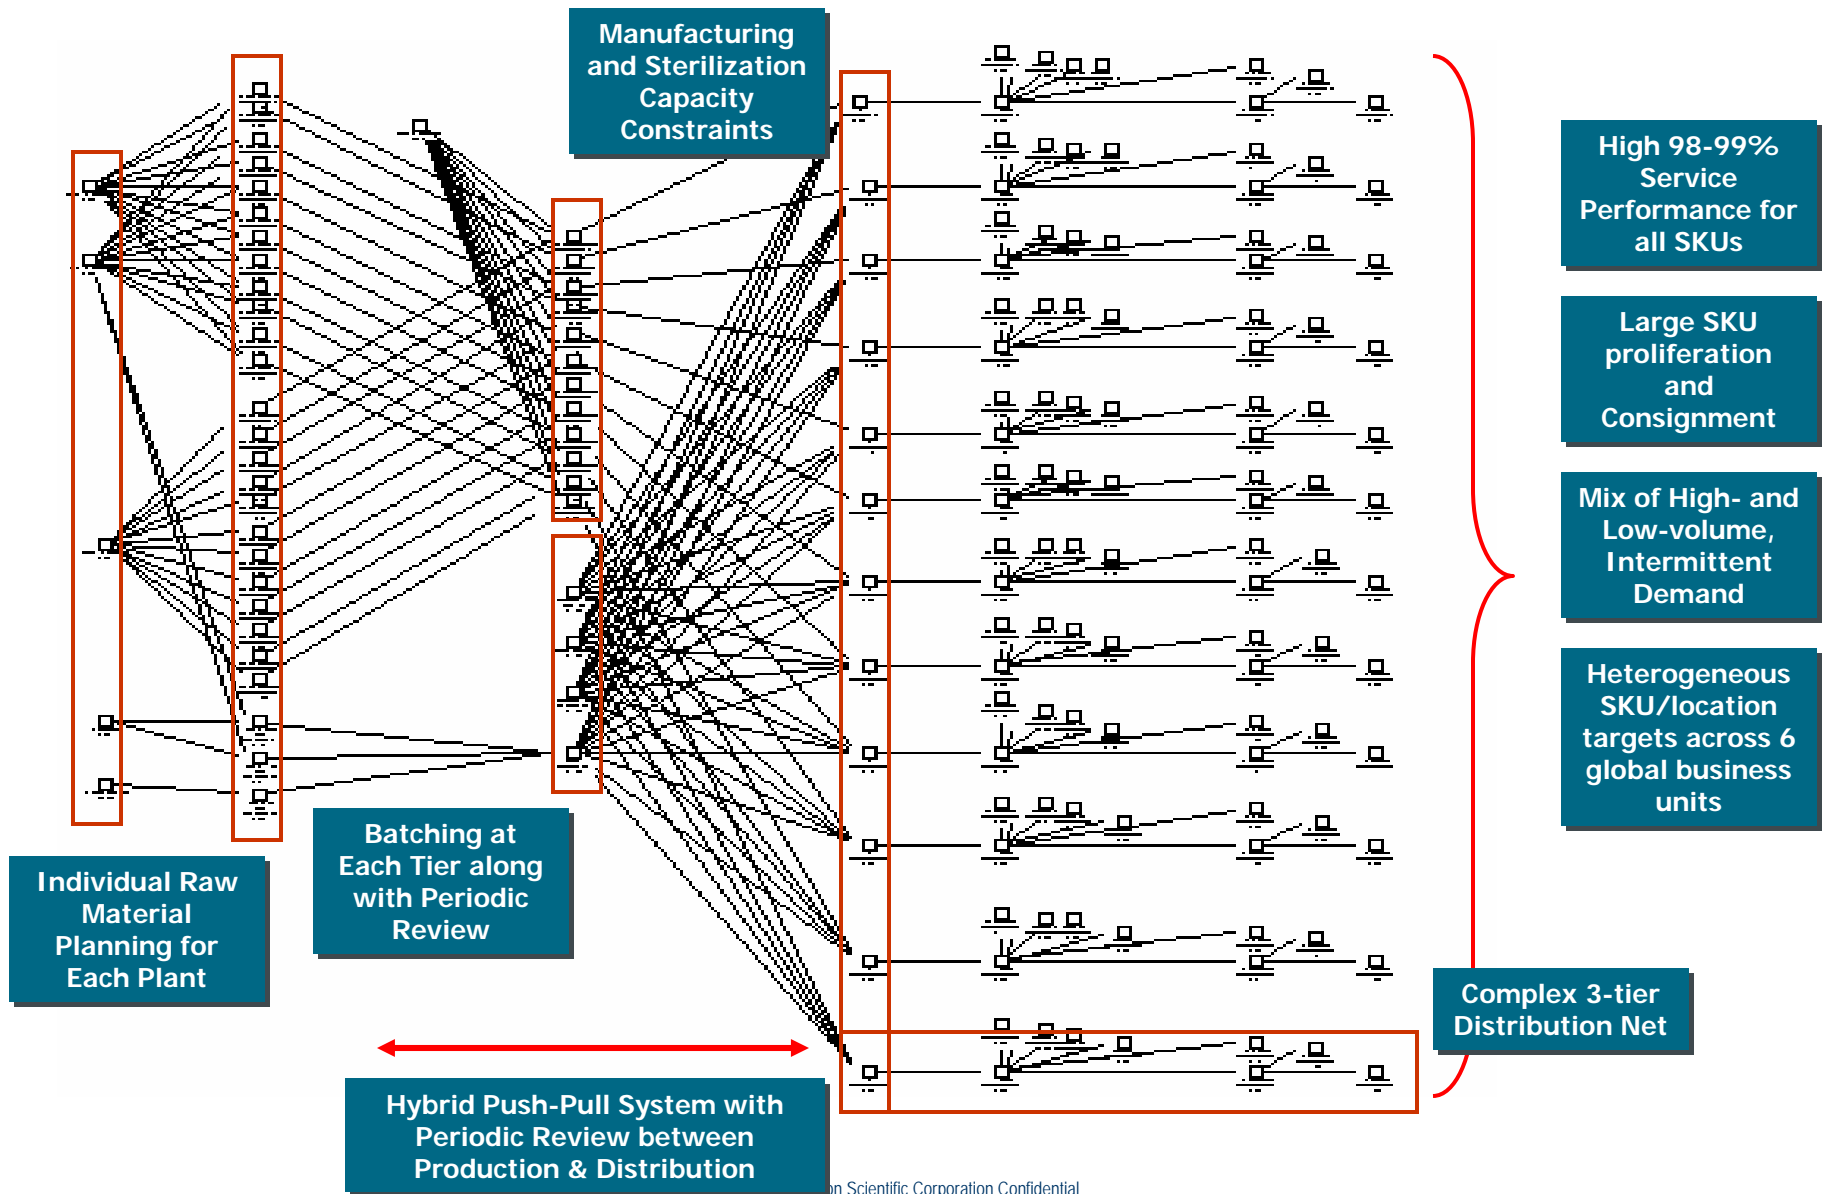 Manufacturing
and Sterilization
Capacity
Constraints
High 98-99%
Service
Performance for
all SKUs
Large SKU
proliferation
and
Consignment
Mix of High- and
Low-volume,
Intermittent
Demand
Heterogeneous
SKU/location
targets across 6
global business
units
Batching at
Each Tier along
with Periodic
Review
Individual Raw
Material
Planning for
Each Plant
Complex 3-tier
Distribution Net
Hybrid Push-Pull System with
Periodic Review between
Production & Distribution
Scientific Corporation Confidential